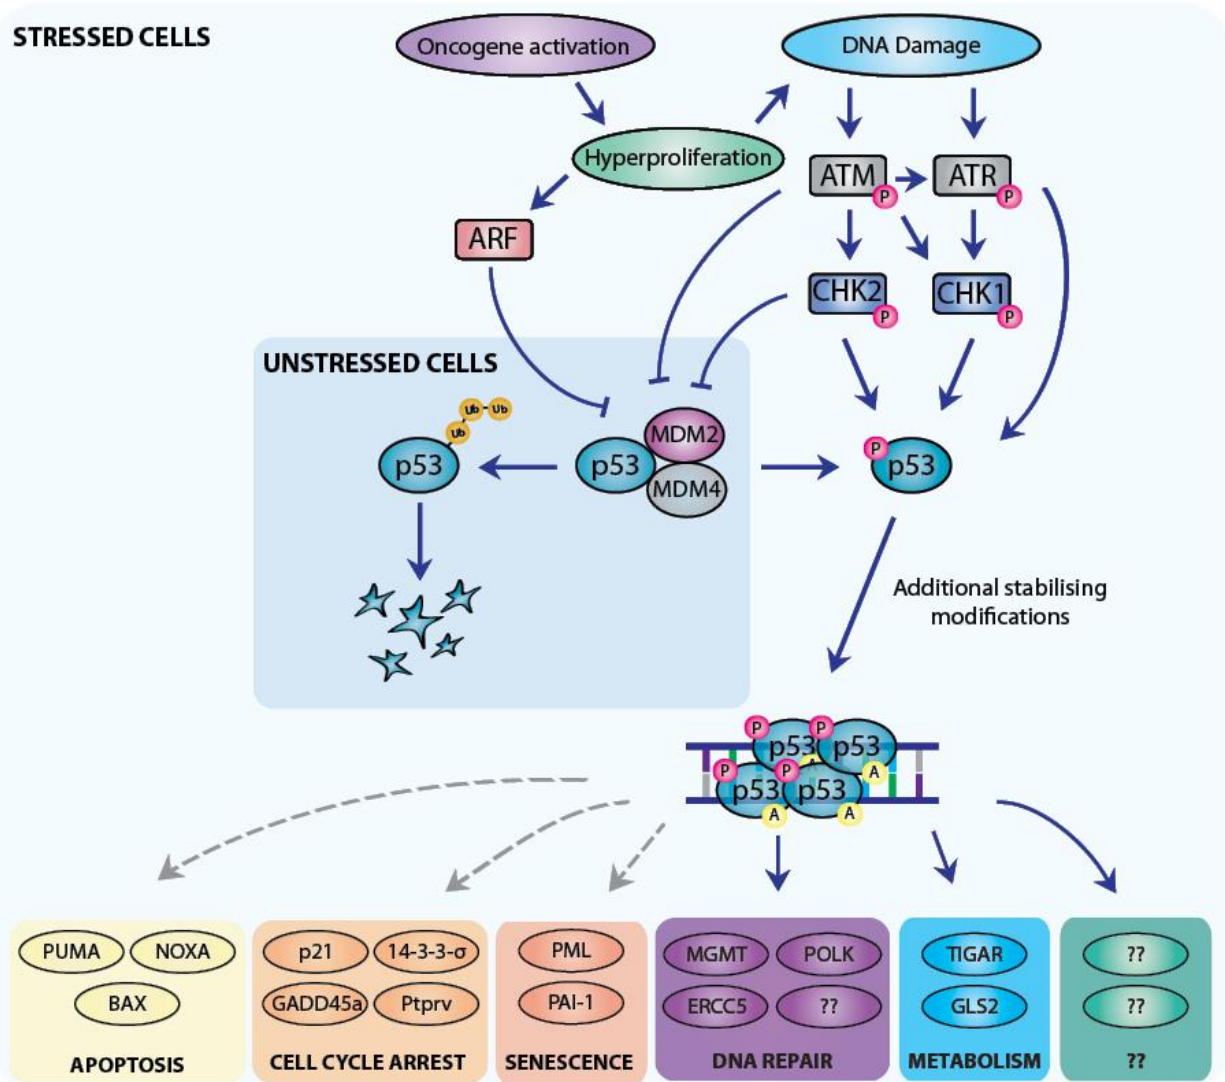 STRESSED CELLS
Oncogene activation
DNA Damage
Hyperproliferation
ATM
P
ATR
P
ARF
CHK2
P
CHK1
P
UNSTRESSED CELLS
Ub
Ub
Ub
p53
p53
MDM2
MDM4
P
p53
Additional stabilising
modifications
P
p53
P
p53
A
A
P
p53
P
p53
A
A
PUMA
NOXA
BAX
APOPTOSIS
p21
14-3-3-σ
GADD45a
Ptprv
CELL CYCLE ARREST
PML
PAI-1
SENESCENCE
MGMT
POLK
ERCC5
??
DNA REPAIR
TIGAR
GLS2
METABOLISM
??
??
??